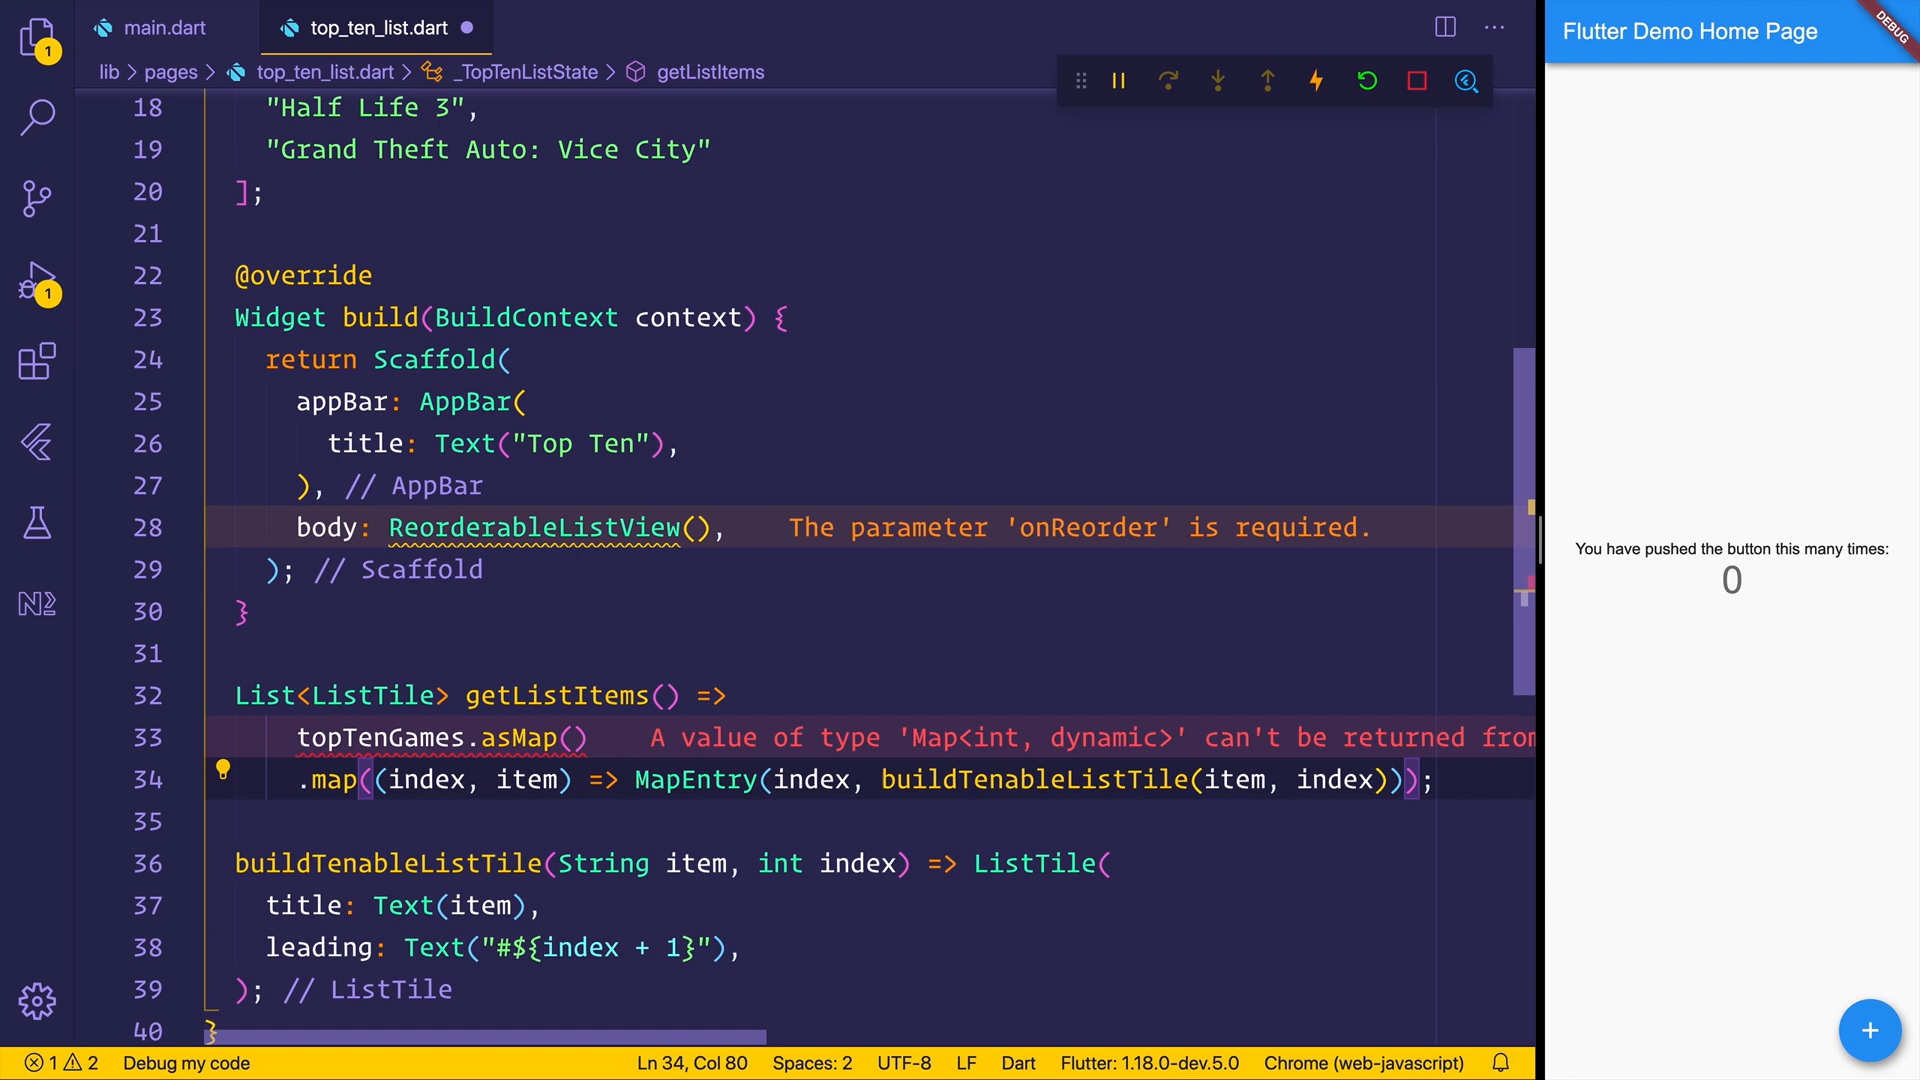 main.dart
top_ten_list.dart
lib > pages > top_ten_list.dart > _TopTenListState > getListItems
18 "Half Life 3",
19 "Grand Theft Auto: Vice City"
20 ];
21
22 @override
23 Widget build(BuildContext context) {
24 return Scaffold(
25 appBar: AppBar(
26 title: Text("Top Ten"),
27 ), // AppBar
28 body: ReorderableListView(), The parameter 'onReorder' is required.
29 ); // Scaffold
30 }
31
32 List<ListTile> getListItems() =>
33 topTenGames.asMap() A value of type 'Map<int, dynamic>' can't be returned from
34 .map((index, item) => MapEntry(index, buildTenableListTile(item, index)));
35
36 buildTenableListTile(String item, int index) => ListTile(
37 title: Text(item),
38 leading: Text("#${index + 1}"),
39 ); // ListTile
40 }
1
1
1 2 Debug my code Ln 34, Col 80 Spaces: 2 UTF-8 LF Dart Flutter: 1.18.0-dev.5.0 Chrome (web-javascript)
Flutter Demo Home Page
DEBUG
You have pushed the button this many times:
0
+